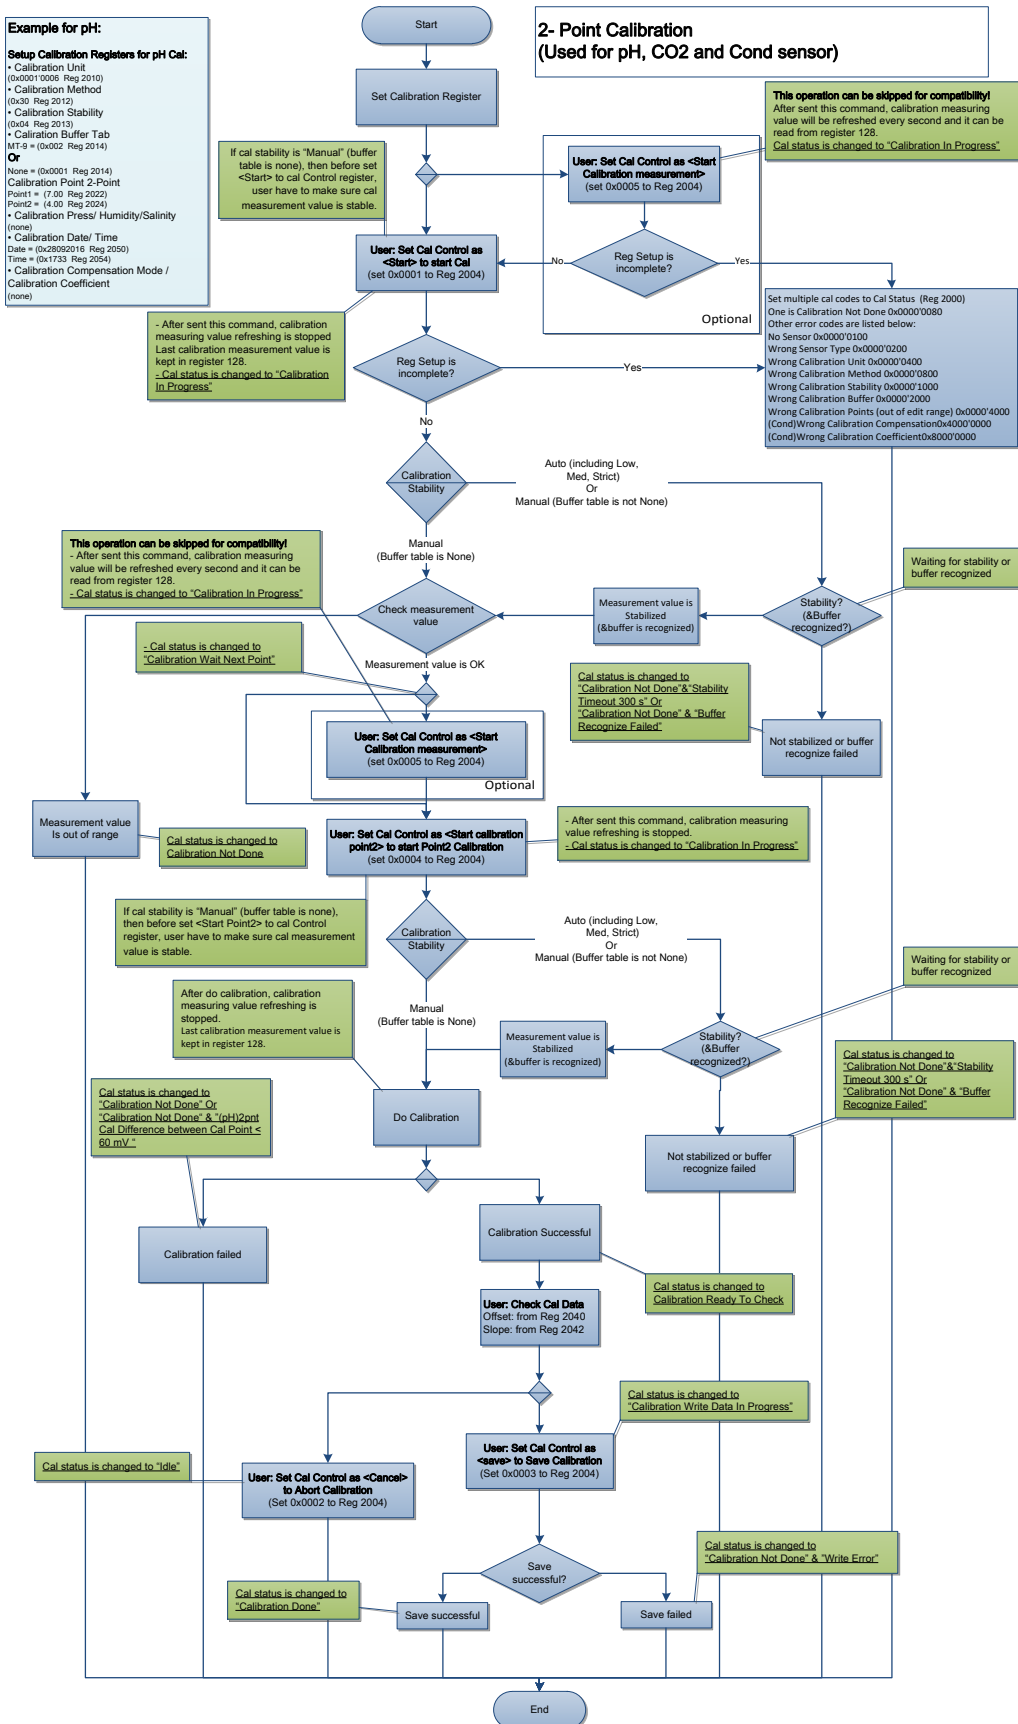 Example for pH:
Setup Calibration Registers for pH Cal:
• Calibration Unit
(0x0001'0006  Reg 2010)
• Calibration Method
(0x30  Reg 2012)
• Calibration Stability
(0x04  Reg 2013)
• Caliration Buffer Tab
MT-9 = (0x002  Reg 2014)
Or
None = (0x0001  Reg 2014)
Calibration Point 2-Point
Point1 =  (7.00  Reg 2022)
Point2 =  (4.00  Reg 2024)
• Calibration Press/ Humidity/Salinity
(none)
• Calibration Date/ Time
Date = (0x28092016  Reg 2050)
Time = (0x1733  Reg 2054)
• Calibration Compensation Mode /
Calibration Coefficient
(none)
Start
2- Point Calibration
(Used for pH, CO2 and Cond sensor)
Set Calibration Register
This operation can be skipped for compatibility!
After sent this command, calibration measuring
value will be refreshed every second and it can be
read from register 128.
Cal status is changed to "Calibration In Progress"
If cal stability is "Manual" (buffer
table is none), then before set
<Start> to cal Control register,
user have to make sure cal
measurement value is stable.
User: Set Cal Control as <Start
Calibration measurement>
(set 0x0005 to Reg 2004)
User: Set Cal Control as
<Start> to start Cal
(set 0x0001 to Reg 2004)
No
Reg Setup is
incomplete?
Yes
Optional
Set multiple cal codes to Cal Status  (Reg 2000)
One is Calibration Not Done 0x0000'0080
Other error codes are listed below:
No Sensor 0x0000'0100
Wrong Sensor Type 0x0000'0200
Wrong Calibration Unit 0x0000'0400
Wrong Calibration Method 0x0000'0800
Wrong Calibration Stability 0x0000'1000
Wrong Calibration Buffer 0x0000'2000
Wrong Calibration Points (out of edit range) 0x0000'4000
(Cond)Wrong Calibration Compensation0x4000'0000
(Cond)Wrong Calibration Coefficient0x8000'0000
- After sent this command, calibration
measuring value refreshing is stopped
Last calibration measurement value is
kept in register 128.
- Cal status is changed to "Calibration
In Progress"
Reg Setup is
incomplete?
Yes
No
Calibration
Stability
Auto (including Low,
Med, Strict)
Or
Manual (Buffer table is not None)
Manual
(Buffer table is None)
This operation can be skipped for compatibility!
- After sent this command, calibration measuring
value will be refreshed every second and it can be
read from register 128.
- Cal status is changed to "Calibration In Progress"
Waiting for stability or
buffer recognized
Check measurement
value
Measurement value is
Stabilized
(&buffer is recognized)
Stability?
(&Buffer
recognized?)
- Cal status is changed to
"Calibration Wait Next Point"
Measurement value is OK
Cal status is changed to
"Calibration Not Done"&"Stability
Timeout 300 s" Or
"Calibration Not Done" & "Buffer
Recognize Failed"
Not stabilized or buffer
recognize failed
User: Set Cal Control as <Start
Calibration measurement>
(set 0x0005 to Reg 2004)
Optional
Measurement value
Is out of range
Cal status is changed to
Calibration Not Done
User: Set Cal Control as <Start calibration
point2> to start Point2 Calibration
(set 0x0004 to Reg 2004)
- After sent this command, calibration measuring
value refreshing is stopped.
- Cal status is changed to "Calibration In Progress"
If cal stability is "Manual" (buffer table is none),
then before set <Start Point2> to cal Control
register, user have to make sure cal measurement
value is stable.
Calibration
Stability
Auto (including Low,
Med, Strict)
Or
Manual (Buffer table is not None)
Waiting for stability or
buffer recognized
After do calibration, calibration
measuring value refreshing is
stopped.
Last calibration measurement value is
kept in register 128.
Manual
(Buffer table is None)
Measurement value is
Stabilized
(&buffer is recognized)
Stability?
(&Buffer
recognized?)
Cal status is changed to
"Calibration Not Done"&"Stability
Timeout 300 s" Or
"Calibration Not Done" & "Buffer
Recognize Failed"
Cal status is changed to
"Calibration Not Done" Or
"Calibration Not Done" & "(pH)2pnt
Cal Difference between Cal Point <
60 mV "
Do Calibration
Not stabilized or buffer
recognize failed
Calibration failed
Calibration Successful
Cal status is changed to
Calibration Ready To Check
User: Check Cal Data
Offset: from Reg 2040
Slope: from Reg 2042
Cal status is changed to
"Calibration Write Data In Progress"
Cal status is changed to "Idle"
User: Set Cal Control as <Cancel>
to Abort Calibration
(Set 0x0002 to Reg 2004)
User: Set Cal Control as
<save> to Save Calibration
(Set 0x0003 to Reg 2004)
Cal status is changed to
"Calibration Not Done" & "Write Error"
Save
successful?
Cal status is changed to
"Calibration Done"
Save successful
Save failed
End